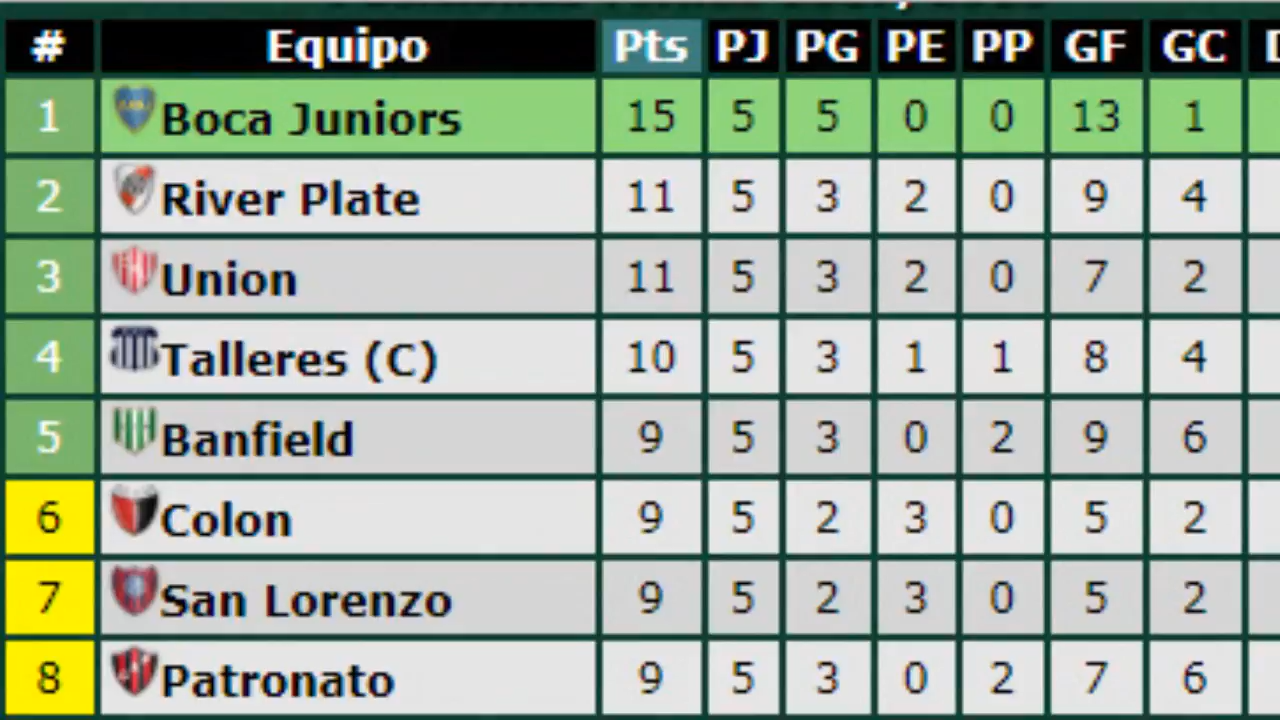 # Equipo Pts PJ PG PE PP GF GC
1 Boca Juniors 15 5 5 0 0 13 1
2 River Plate 11 5 3 2 0 9 4
3 Union 11 5 3 2 0 7 2
4 Talleres (C) 10 5 3 1 1 8 4
5 Banfield 9 5 3 0 2 9 6
6 Colon 9 5 2 3 0 5 2
7 San Lorenzo 9 5 2 3 0 5 2
8 Patronato 9 5 3 0 2 7 6